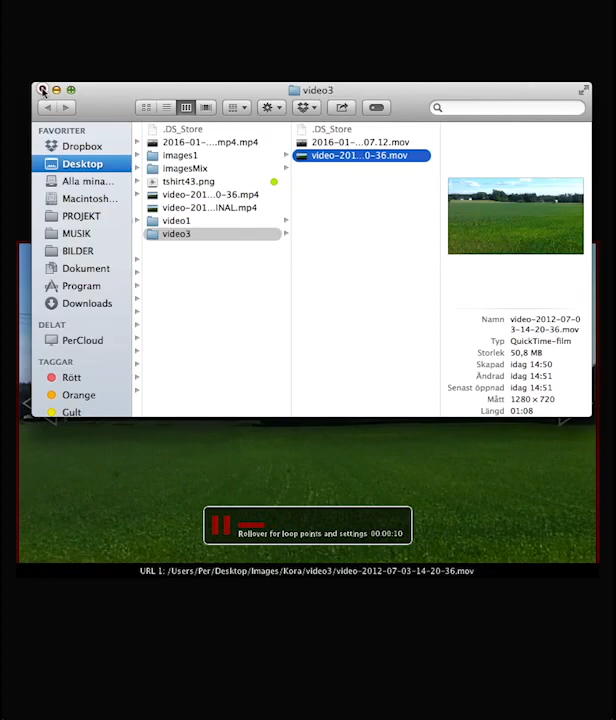 video3
FAVORITER
Dropbox
Desktop
Alla mina...
Macintosh...
PROJEKT
MUSIK
BILDER
Dokument
Program
Downloads
DELAT
PerCloud
TAGGAR
Rött
Orange
Gult
.DS_Store
2016-01-....mp4.mp4
images1
imagesMix
tshirt43.png
video-201...0-36.mp4
video-201...INAL.mp4
video1
video3
.DS_Store
2016-01-...07.12.mov
video-201...0-36.mov
Namn video-2012-07-0
3-14-20-36.mov
Typ QuickTime-film
Storlek 50,8 MB
Skapad idag 14:50
Ändrad idag 14:51
Senast öppnad idag 14:51
Mått 1280 × 720
Längd 01:08
Rollover for loop points and settings 00:00:10
URL 1: /Users/Per/Desktop/Images/Kora/video3/video-2012-07-03-14-20-36.mov